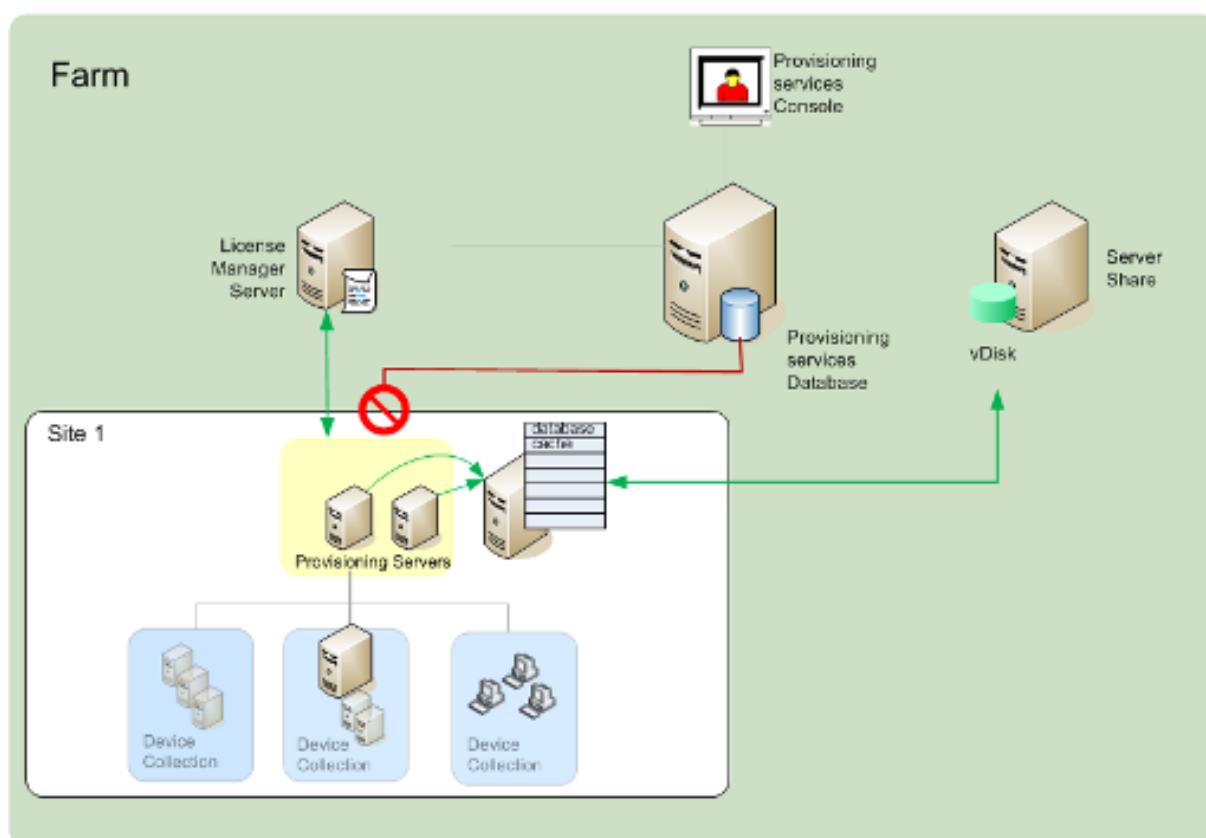 Farm
Provisioning
services
Console
License
Manager
Server
Server
Share
Provisioning
services
Database
vDisk
Site 1
database
cache
Provisioning Servers
Device
Collection
Device
Collection
Device
Collection